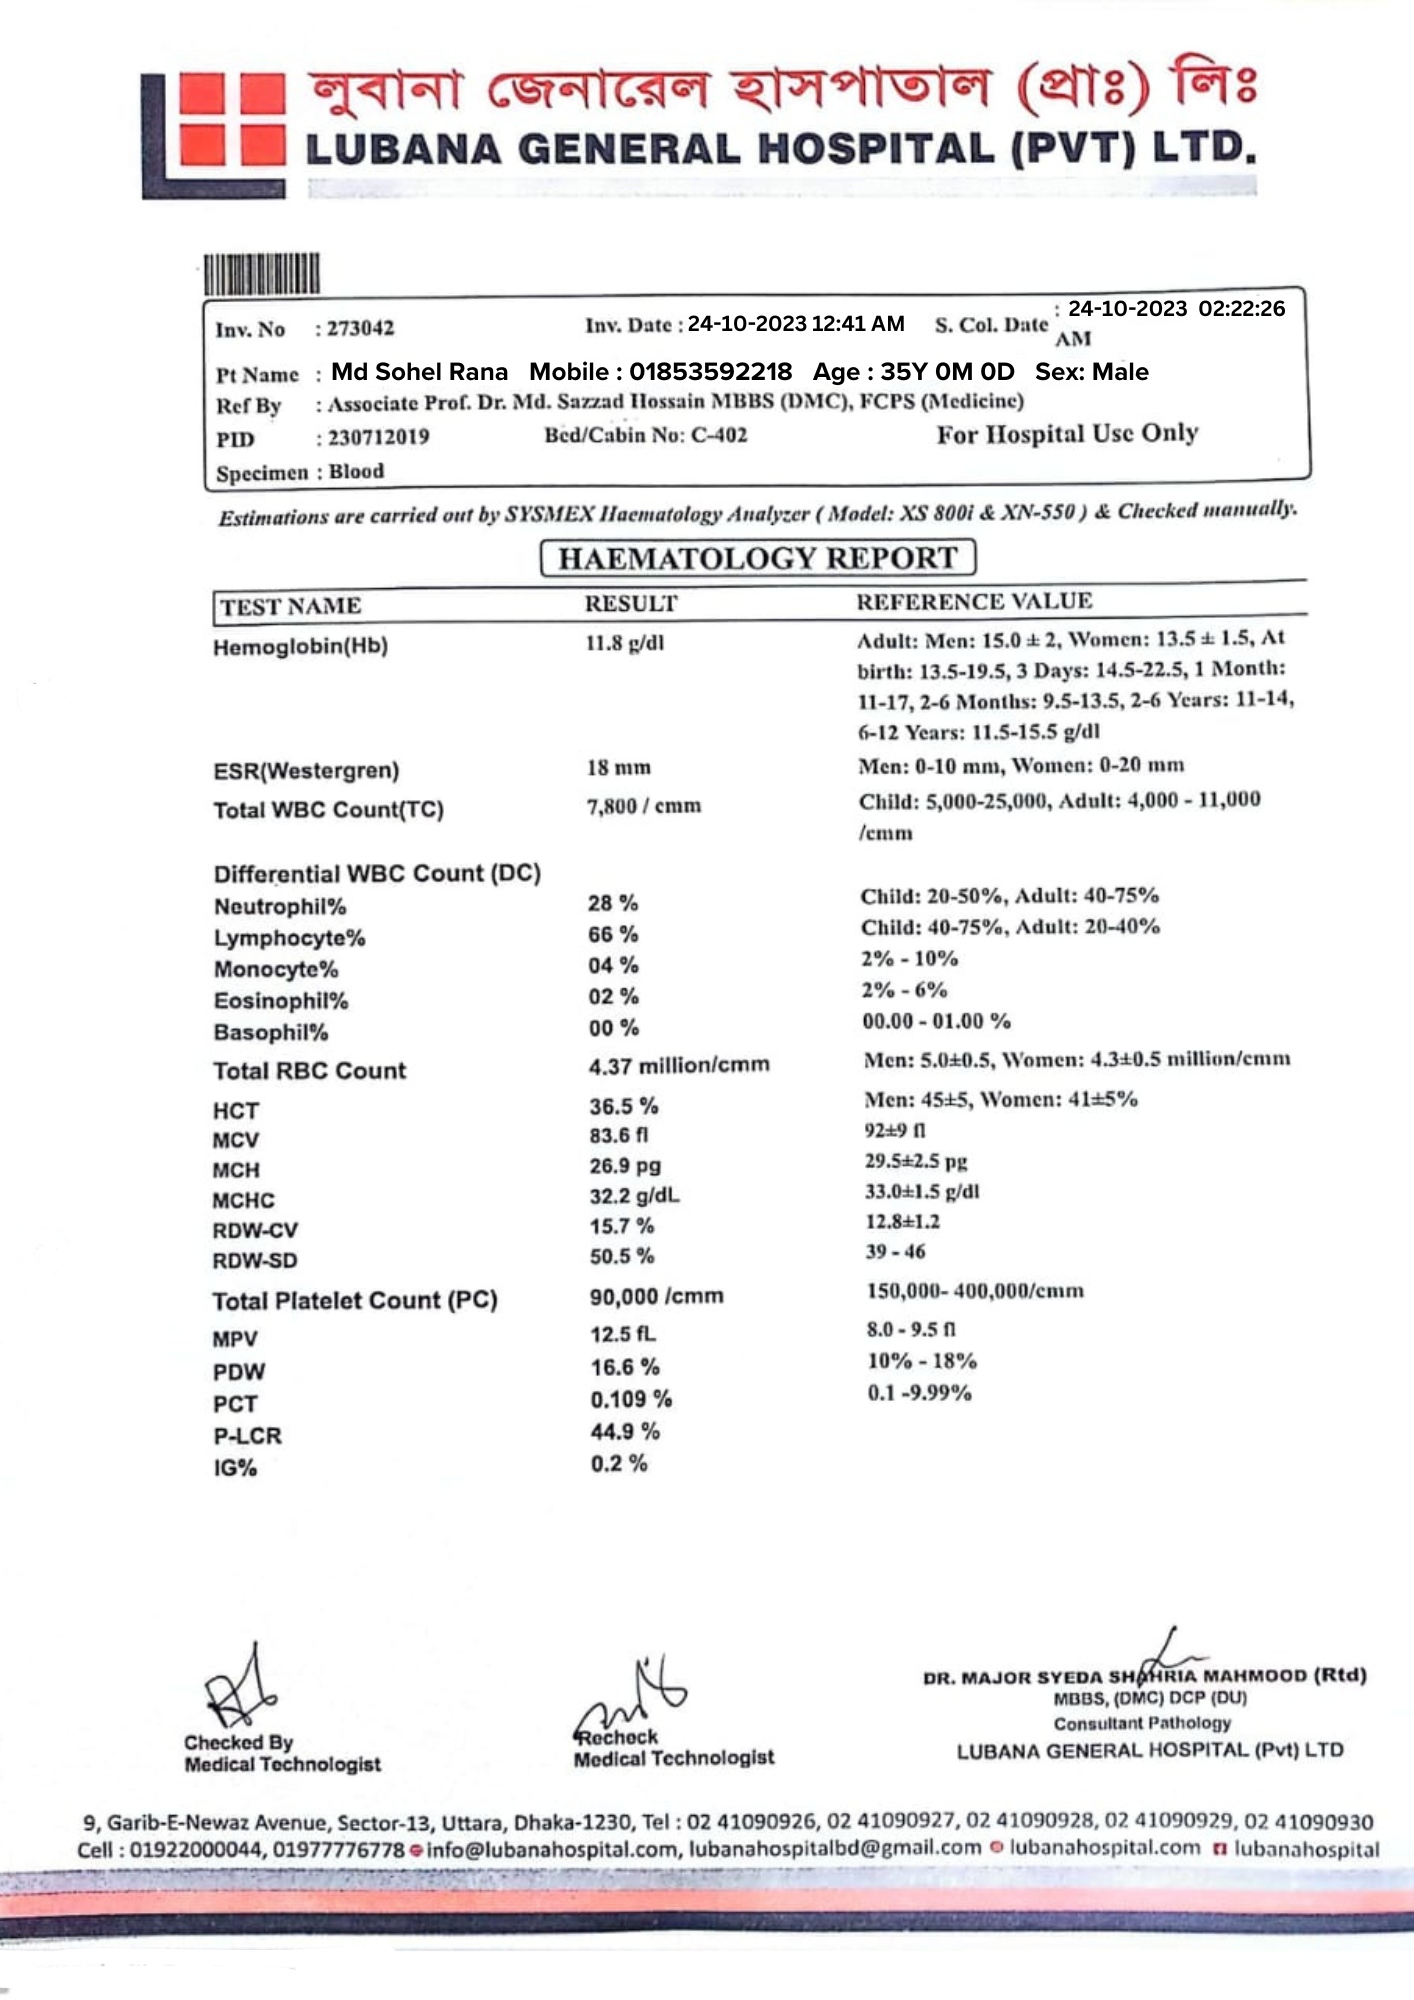 লুবানা জেনারেল হাসপাতাল (প্রাঃ) লিঃ
LUBANA GENERAL HOSPITAL (PVT) LTD.
Inv. No : 273042 Inv. Date : 24-10-2023 12:41 AM S. Col. Date : 24-10-2023 02:22:26 AM
Pt Name : Md Sohel Rana Mobile : 01853592218 Age : 35Y 0M 0D Sex: Male
Ref By : Associate Prof. Dr. Md. Sazzad Hossain MBBS (DMC), FCPS (Medicine)
PID : 230712019 Bed/Cabin No: C-402 For Hospital Use Only
Specimen : Blood
Estimations are carried out by SYSMEX Haematology Analyzer ( Model: XS 800i & XN-550 ) & Checked manually.
HAEMATOLOGY REPORT
TEST NAME RESULT REFERENCE VALUE
Hemoglobin(Hb) 11.8 g/dl Adult: Men: 15.0 ± 2, Women: 13.5 ± 1.5, At
birth: 13.5-19.5, 3 Days: 14.5-22.5, 1 Month:
11-17, 2-6 Months: 9.5-13.5, 2-6 Years: 11-14,
6-12 Years: 11.5-15.5 g/dl
ESR(Westergren) 18 mm Men: 0-10 mm, Women: 0-20 mm
Total WBC Count(TC) 7,800 / cmm Child: 5,000-25,000, Adult: 4,000 - 11,000
/cmm
Differential WBC Count (DC)
Neutrophil% 28 % Child: 20-50%, Adult: 40-75%
Lymphocyte% 66 % Child: 40-75%, Adult: 20-40%
Monocyte% 04 % 2% - 10%
Eosinophil% 02 % 2% - 6%
Basophil% 00 % 00.00 - 01.00 %
Total RBC Count 4.37 million/cmm Men: 5.0±0.5, Women: 4.3±0.5 million/cmm
HCT 36.5 % Men: 45±5, Women: 41±5%
MCV 83.6 fl 92±9 fl
MCH 26.9 pg 29.5±2.5 pg
MCHC 32.2 g/dL 33.0±1.5 g/dl
RDW-CV 15.7 % 12.8±1.2
RDW-SD 50.5 % 39 - 46
Total Platelet Count (PC) 90,000 /cmm 150,000- 400,000/cmm
MPV 12.5 fL 8.0 - 9.5 fl
PDW 16.6 % 10% - 18%
PCT 0.109 % 0.1 -9.99%
P-LCR 44.9 %
IG% 0.2 %
DR. MAJOR SYEDA SHAHRIA MAHMOOD (Rtd)
MBBS, (DMC) DCP (DU)
Consultant Pathology
LUBANA GENERAL HOSPITAL (Pvt) LTD
Checked By
Medical Technologist
Recheck
Medical Technologist
9, Garib-E-Newaz Avenue, Sector-13, Uttara, Dhaka-1230, Tel : 02 41090926, 02 41090927, 02 41090928, 02 41090929, 02 41090930
Cell : 01922000044, 01977776778 info@lubanahospital.com, lubanahospitalbd@gmail.com lubanahospital.com lubanahospital